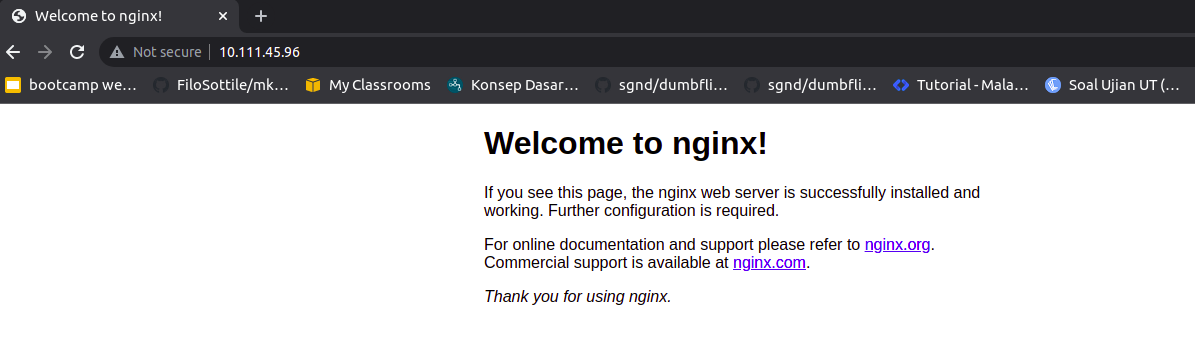 Welcome to nginx!
Not secure 10.111.45.96
bootcamp we... FiloSottile/mk... My Classrooms Konsep Dasar... sgnd/dumbfli... sgnd/dumbfli... Tutorial - Mala... Soal Ujian UT (...
Welcome to nginx!
If you see this page, the nginx web server is successfully installed and
working. Further configuration is required.
For online documentation and support please refer to nginx.org.
Commercial support is available at nginx.com.
Thank you for using nginx.